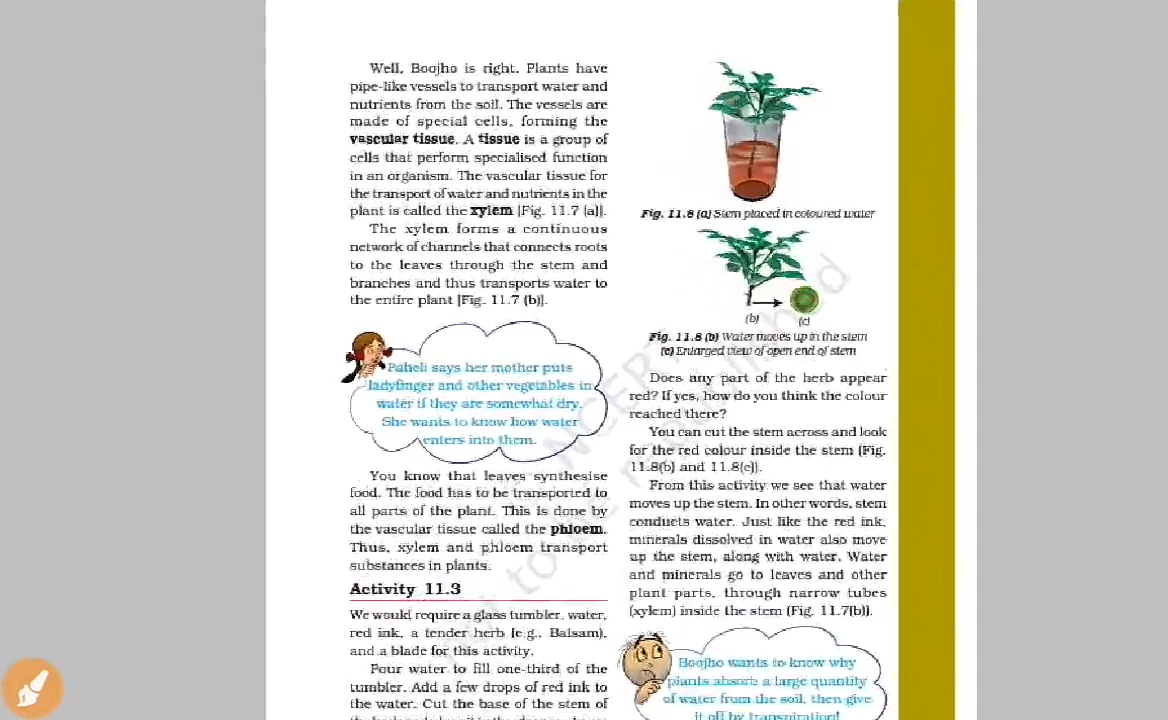 Well, Boojho is right. Plants have
pipe-like vessels to transport water and
nutrients from the soil. The vessels are
made of special cells, forming the
vascular tissue. A tissue is a group of
cells that perform specialised function
in an organism. The vascular tissue for
the transport of water and nutrients in the
plant is called the xylem [Fig. 11.7 (a)].
The xylem forms a continuous
network of channels that connects roots
to the leaves through the stem and
branches and thus transports water to
the entire plant [Fig. 11.7 (b)].
Paheli says her mother puts
ladyfinger and other vegetables in
water if they are somewhat dry.
She wants to know how water
enters into them.
You know that leaves synthesise
food. The food has to be transported to
all parts of the plant. This is done by
the vascular tissue called the phloem.
Thus, xylem and phloem transport
substances in plants.
Activity 11.3
We would require a glass tumbler, water,
red ink, a tender herb (e.g., Balsam),
and a blade for this activity.
Pour water to fill one-third of the
tumbler. Add a few drops of red ink to
the water. Cut the base of the stem of
Fig. 11.8 (a) Stem placed in coloured water
(b)
(c)
Fig. 11.8 (b) Water moves up in the stem
(c) Enlarged view of open end of stem
Does any part of the herb appear
red? If yes, how do you think the colour
reached there?
You can cut the stem across and look
for the red colour inside the stem [Fig.
11.8(b) and 11.8(c)].
From this activity we see that water
moves up the stem. In other words, stem
conducts water. Just like the red ink,
minerals dissolved in water also move
up the stem, along with water. Water
and minerals go to leaves and other
plant parts, through narrow tubes
(xylem) inside the stem [Fig. 11.7(b)].
Boojho wants to know why
plants absorb a large quantity
of water from the soil, then give
it off by transpiration!